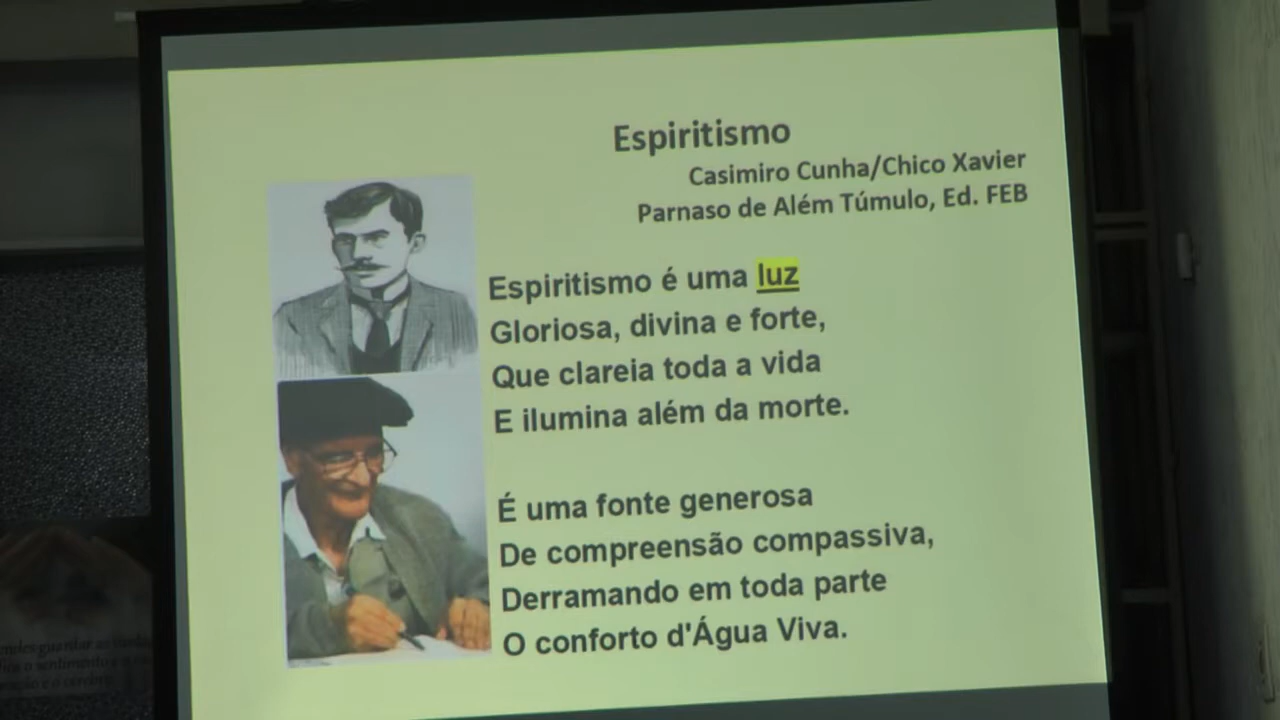 Espiritismo
Casimiro Cunha/Chico Xavier
Parnaso de Além Túmulo, Ed. FEB
Espiritismo é uma luz
Gloriosa, divina e forte,
Que clareia toda a vida
E ilumina além da morte.
É uma fonte generosa
De compreensão compassiva,
Derramando em toda parte
O conforto d'Água Viva.